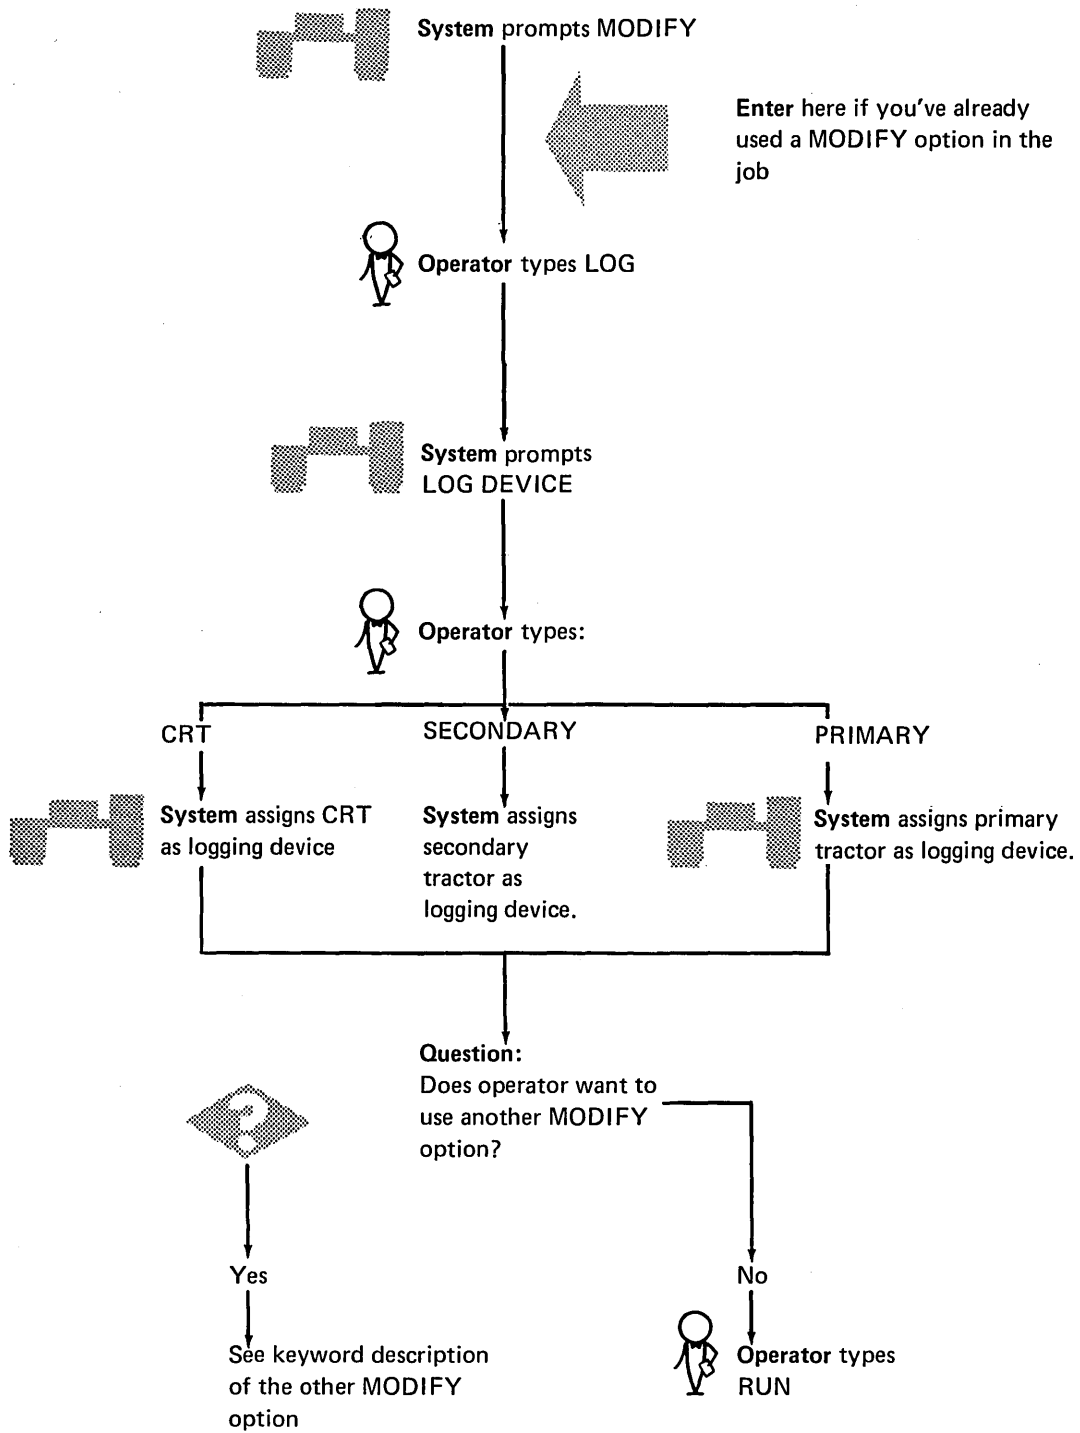 System prompts MODIFY
Enter here if you've already
used a MODIFY option in the
job
Operator types LOG
System prompts
LOG DEVICE
Operator types:
CRT
SECONDARY
PRIMARY
System assigns CRT
as logging device
System assigns
secondary
tractor as
logging device.
System assigns primary
tractor as logging device.
Question:
Does operator want to
use another MODIFY
option?
?
Yes
No
See keyword description
of the other MODIFY
option
Operator types
RUN